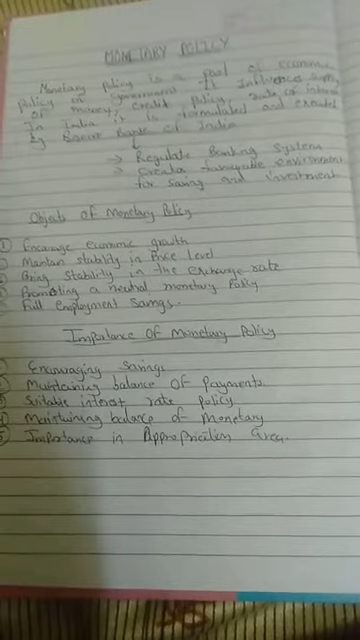 MONETARY POLICY
Monetary policy is a part of economic
policy of government. It Influences supply
of money, credit policy, rate of interest
In India it is formulated and created
by Reserve Bank of India
→ Regulate Banking System
→ Create favourable environment
for saving and investment
Objects of Monetary Policy
① Encourage economic growth
Maintan stability in Price level
Bring Stability in the exchange rate
Promoting a neutral monetary Policy
Full employment Savings.
Importance Of Monetary Policy
Encouraging Savings
Maintaining balance Of Payments
③ Suitable interest rate policy
④ Maintaining balance of Monetary
⑤ Importance in Appropriation area.